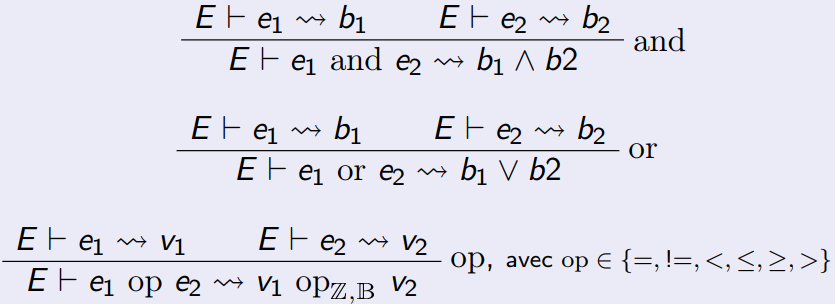 E ⊢ e₁ ⇝ b₁ E ⊢ e₂ ⇝ b₂
and
E ⊢ e₁ and e₂ ⇝ b₁ ∧ b2
E ⊢ e₁ ⇝ b₁ E ⊢ e₂ ⇝ b₂
or
E ⊢ e₁ or e₂ ⇝ b₁ ∨ b2
E ⊢ e₁ ⇝ v₁ E ⊢ e₂ ⇝ v₂
op, avec op ∈ {=, !=, <, ≤, ≥, >}
E ⊢ e₁ op e₂ ⇝ v₁ op_ℤ,𝔹 v₂